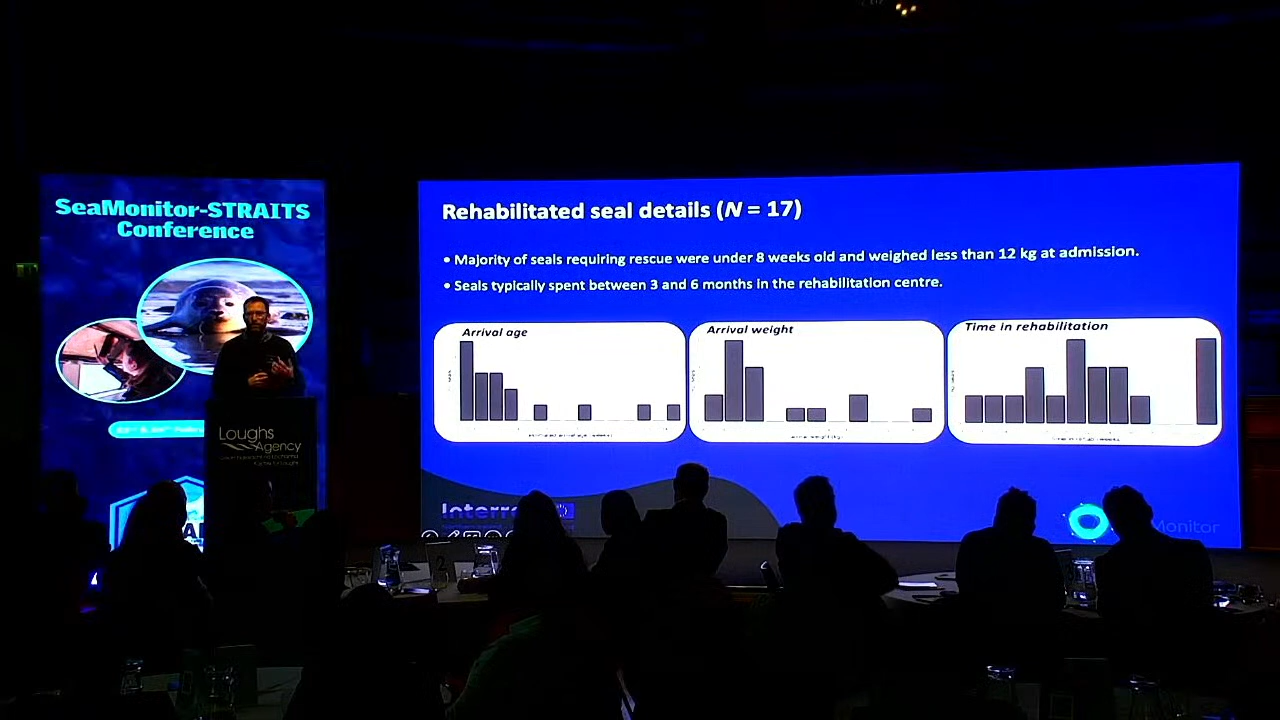 SeaMonitor-STRAITS
Conference
Loughs
Agency
Rehabilitated seal details (N = 17)
• Majority of seals requiring rescue were under 8 weeks old and weighed less than 12 kg at admission.
• Seals typically spent between 3 and 6 months in the rehabilitation centre.
Arrival age
Arrival weight
Time in rehabilitation
Interre
Monitor
2